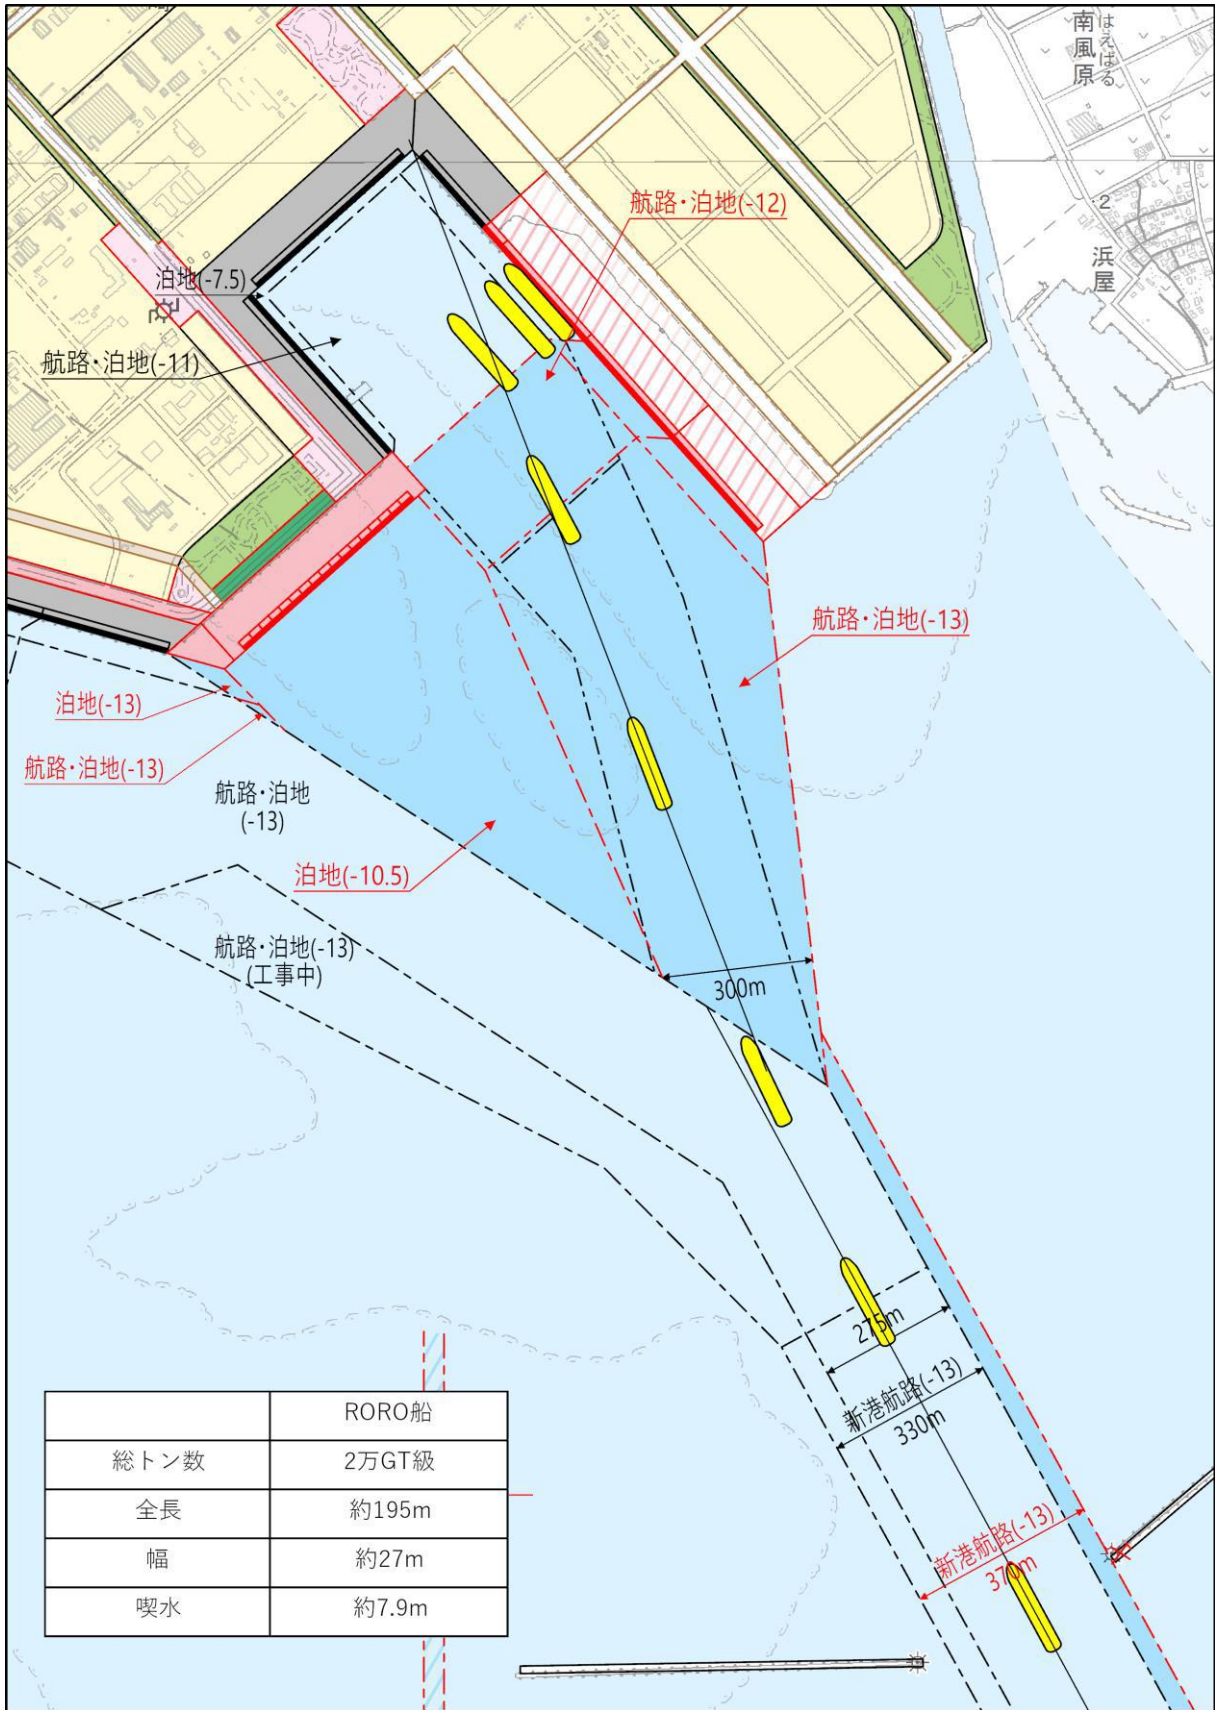 南風原
はえばる
航路・泊地(-12)
2
浜屋
泊地(-7.5)
航路・泊地(-11)
航路・泊地(-13)
泊地(-13)
航路・泊地(-13)
航路・泊地
(-13)
泊地(-10.5)
航路・泊地(-13)
(工事中)
300m
275m
新港航路(-13)
330m
新港航路(-13)
370m
RORO船
総トン数 2万GT級
全長 約195m
幅 約27m
喫水 約7.9m